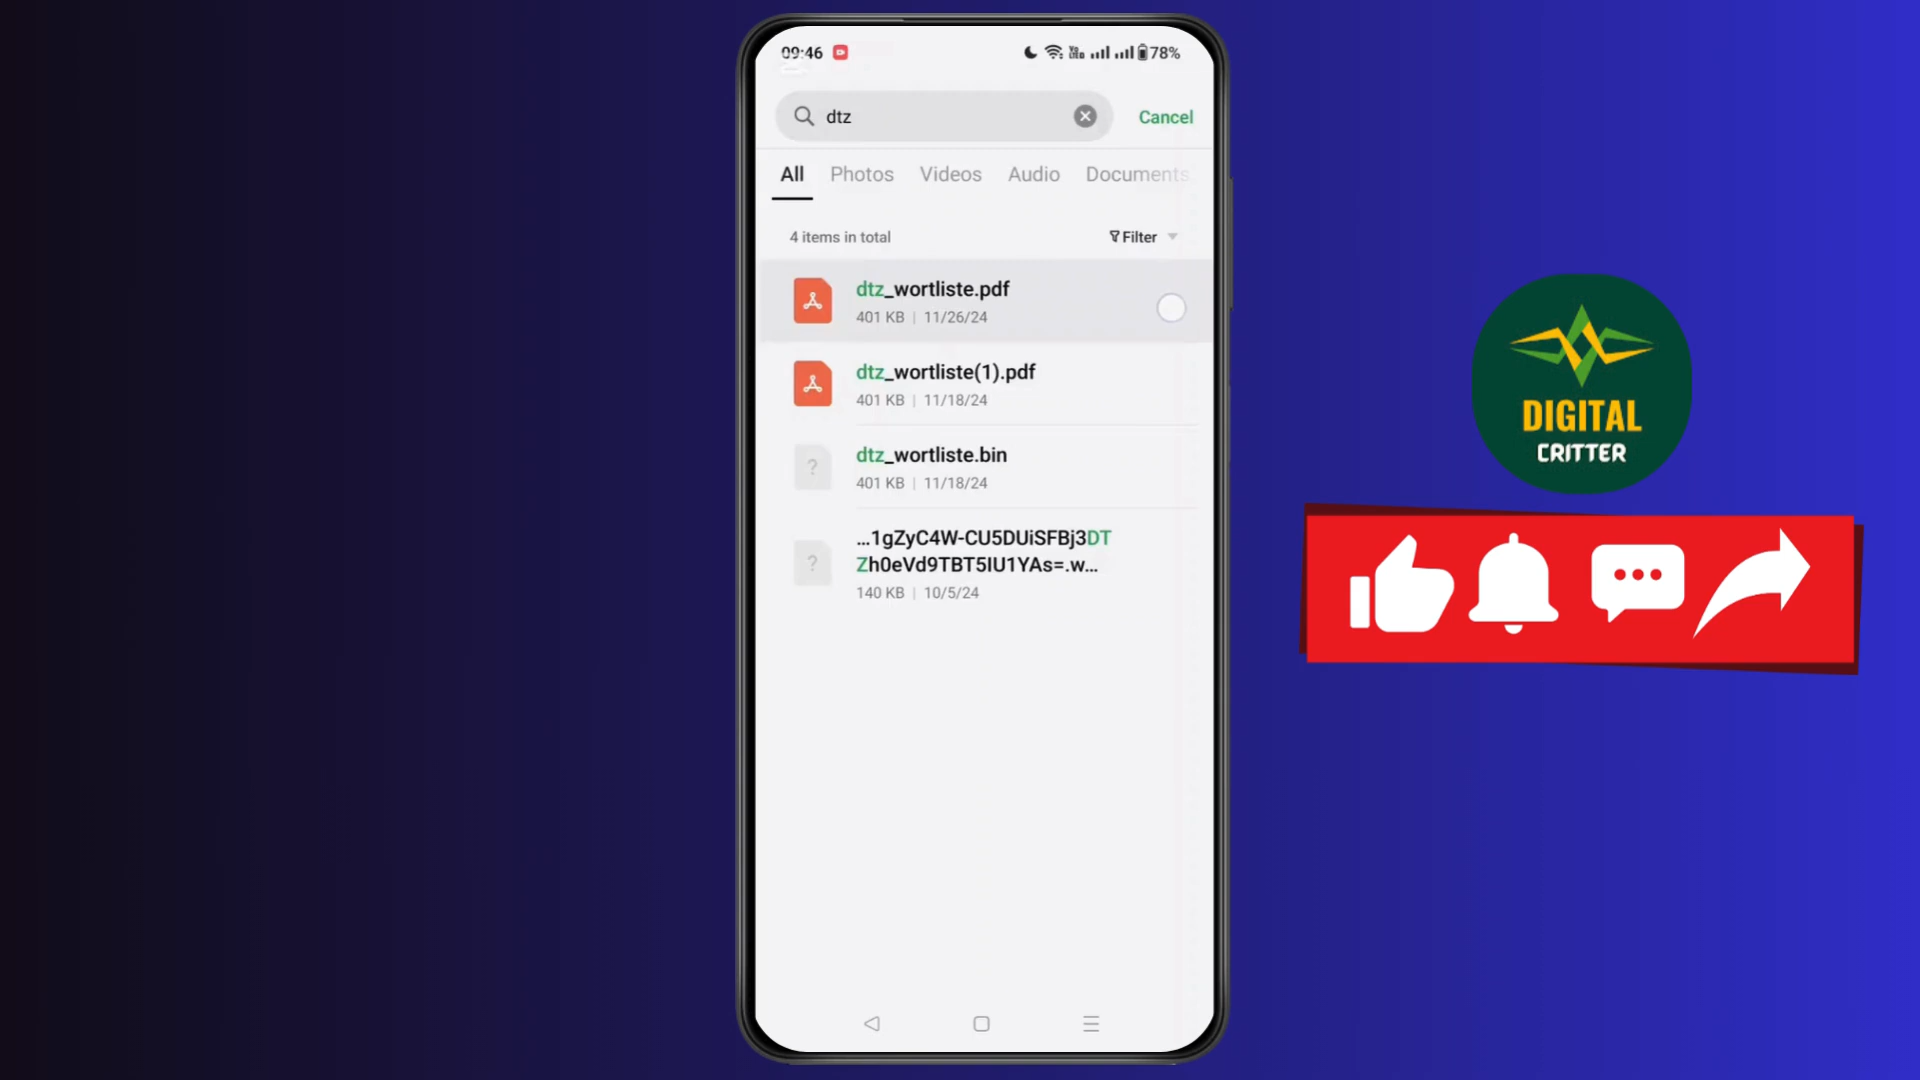 09:46
78%
dtz
Cancel
All Photos Videos Audio Documents
4 items in total
Filter
dtz_wortliste.pdf
401 KB | 11/26/24
dtz_wortliste(1).pdf
401 KB | 11/18/24
dtz_wortliste.bin
401 KB | 11/18/24
...1gZyC4W-CU5DUiSFBj3DT
Zh0eVd9TBT5IU1YAs=.w...
140 KB | 10/5/24
DIGITAL
CRITTER